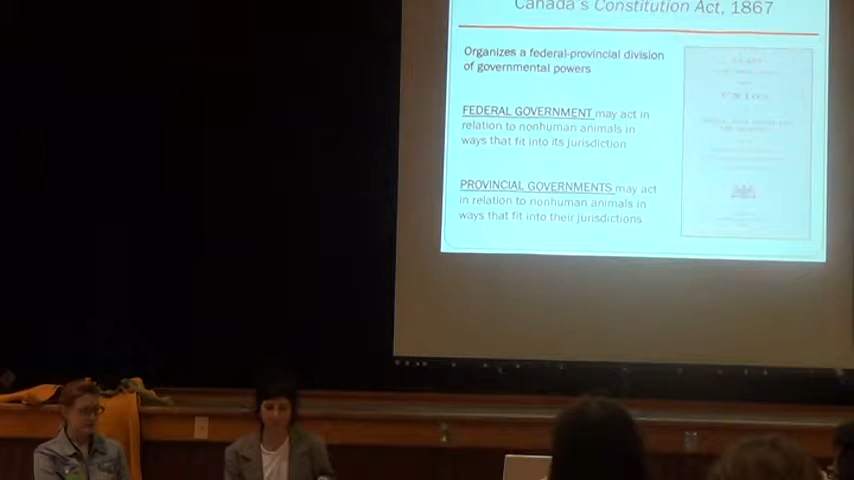 Canada's Constitution Act, 1867
Organizes a federal-provincial division
of governmental powers
FEDERAL GOVERNMENT may act in
relation to nonhuman animals in
ways that fit into its jurisdiction
PROVINCIAL GOVERNMENTS may act
in relation to nonhuman animals in
ways that fit into their jurisdictions
UNION